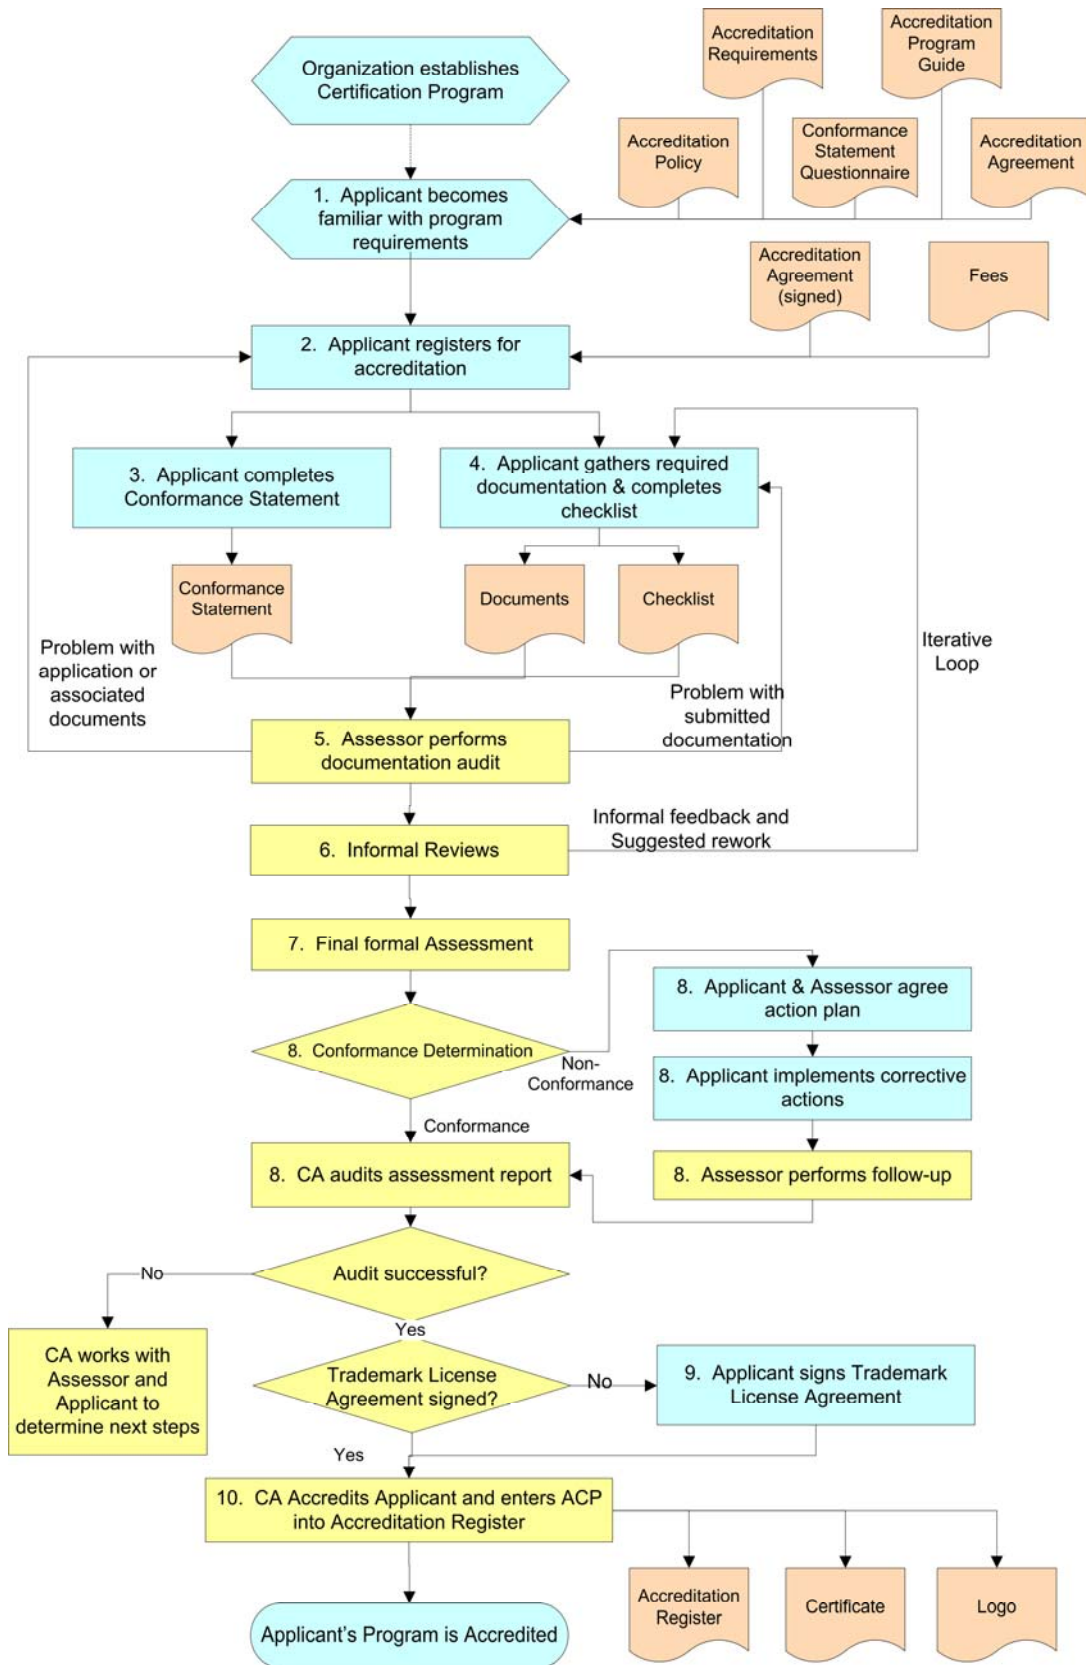 Organization establishes
Certification Program
Accreditation
Requirements
Accreditation
Program
Guide
Accreditation
Policy
Conformance
Statement
Questionnaire
Accreditation
Agreement
1. Applicant becomes
familiar with program
requirements
Accreditation
Agreement
(signed)
Fees
2. Applicant registers for
accreditation
3. Applicant completes
Conformance Statement
4. Applicant gathers required
documentation & completes
checklist
Conformance
Statement
Documents
Checklist
Iterative
Loop
Problem with
application or
associated
documents
Problem with
submitted
documentation
5. Assessor performs
documentation audit
Informal feedback and
Suggested rework
6. Informal Reviews
7. Final formal Assessment
8. Applicant & Assessor agree
action plan
8. Conformance Determination
Non-
Conformance
8. Applicant implements corrective
actions
Conformance
8. CA audits assessment report
8. Assessor performs follow-up
Audit successful?
No
Yes
CA works with
Assessor and
Applicant to
determine next steps
Trademark License
Agreement signed?
No
9. Applicant signs Trademark
License Agreement
Yes
10. CA Accredits Applicant and enters ACP
into Accreditation Register
Accreditation
Register
Certificate
Logo
Applicant's Program is Accredited